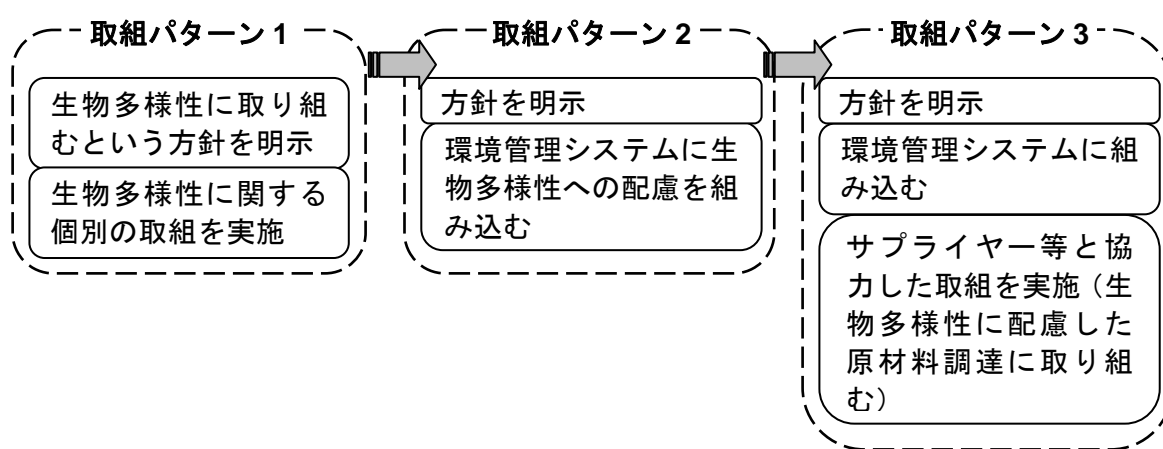 取組パターン 1
生物多様性に取り組
むという方針を明示
生物多様性に関する
個別の取組を実施
取組パターン 2
方針を明示
環境管理システムに生
物多様性への配慮を組
み込む
取組パターン 3
方針を明示
環境管理システムに組
み込む
サプライヤー等と協
力した取組を実施（生
物多様性に配慮した
原材料調達に取り組
む）